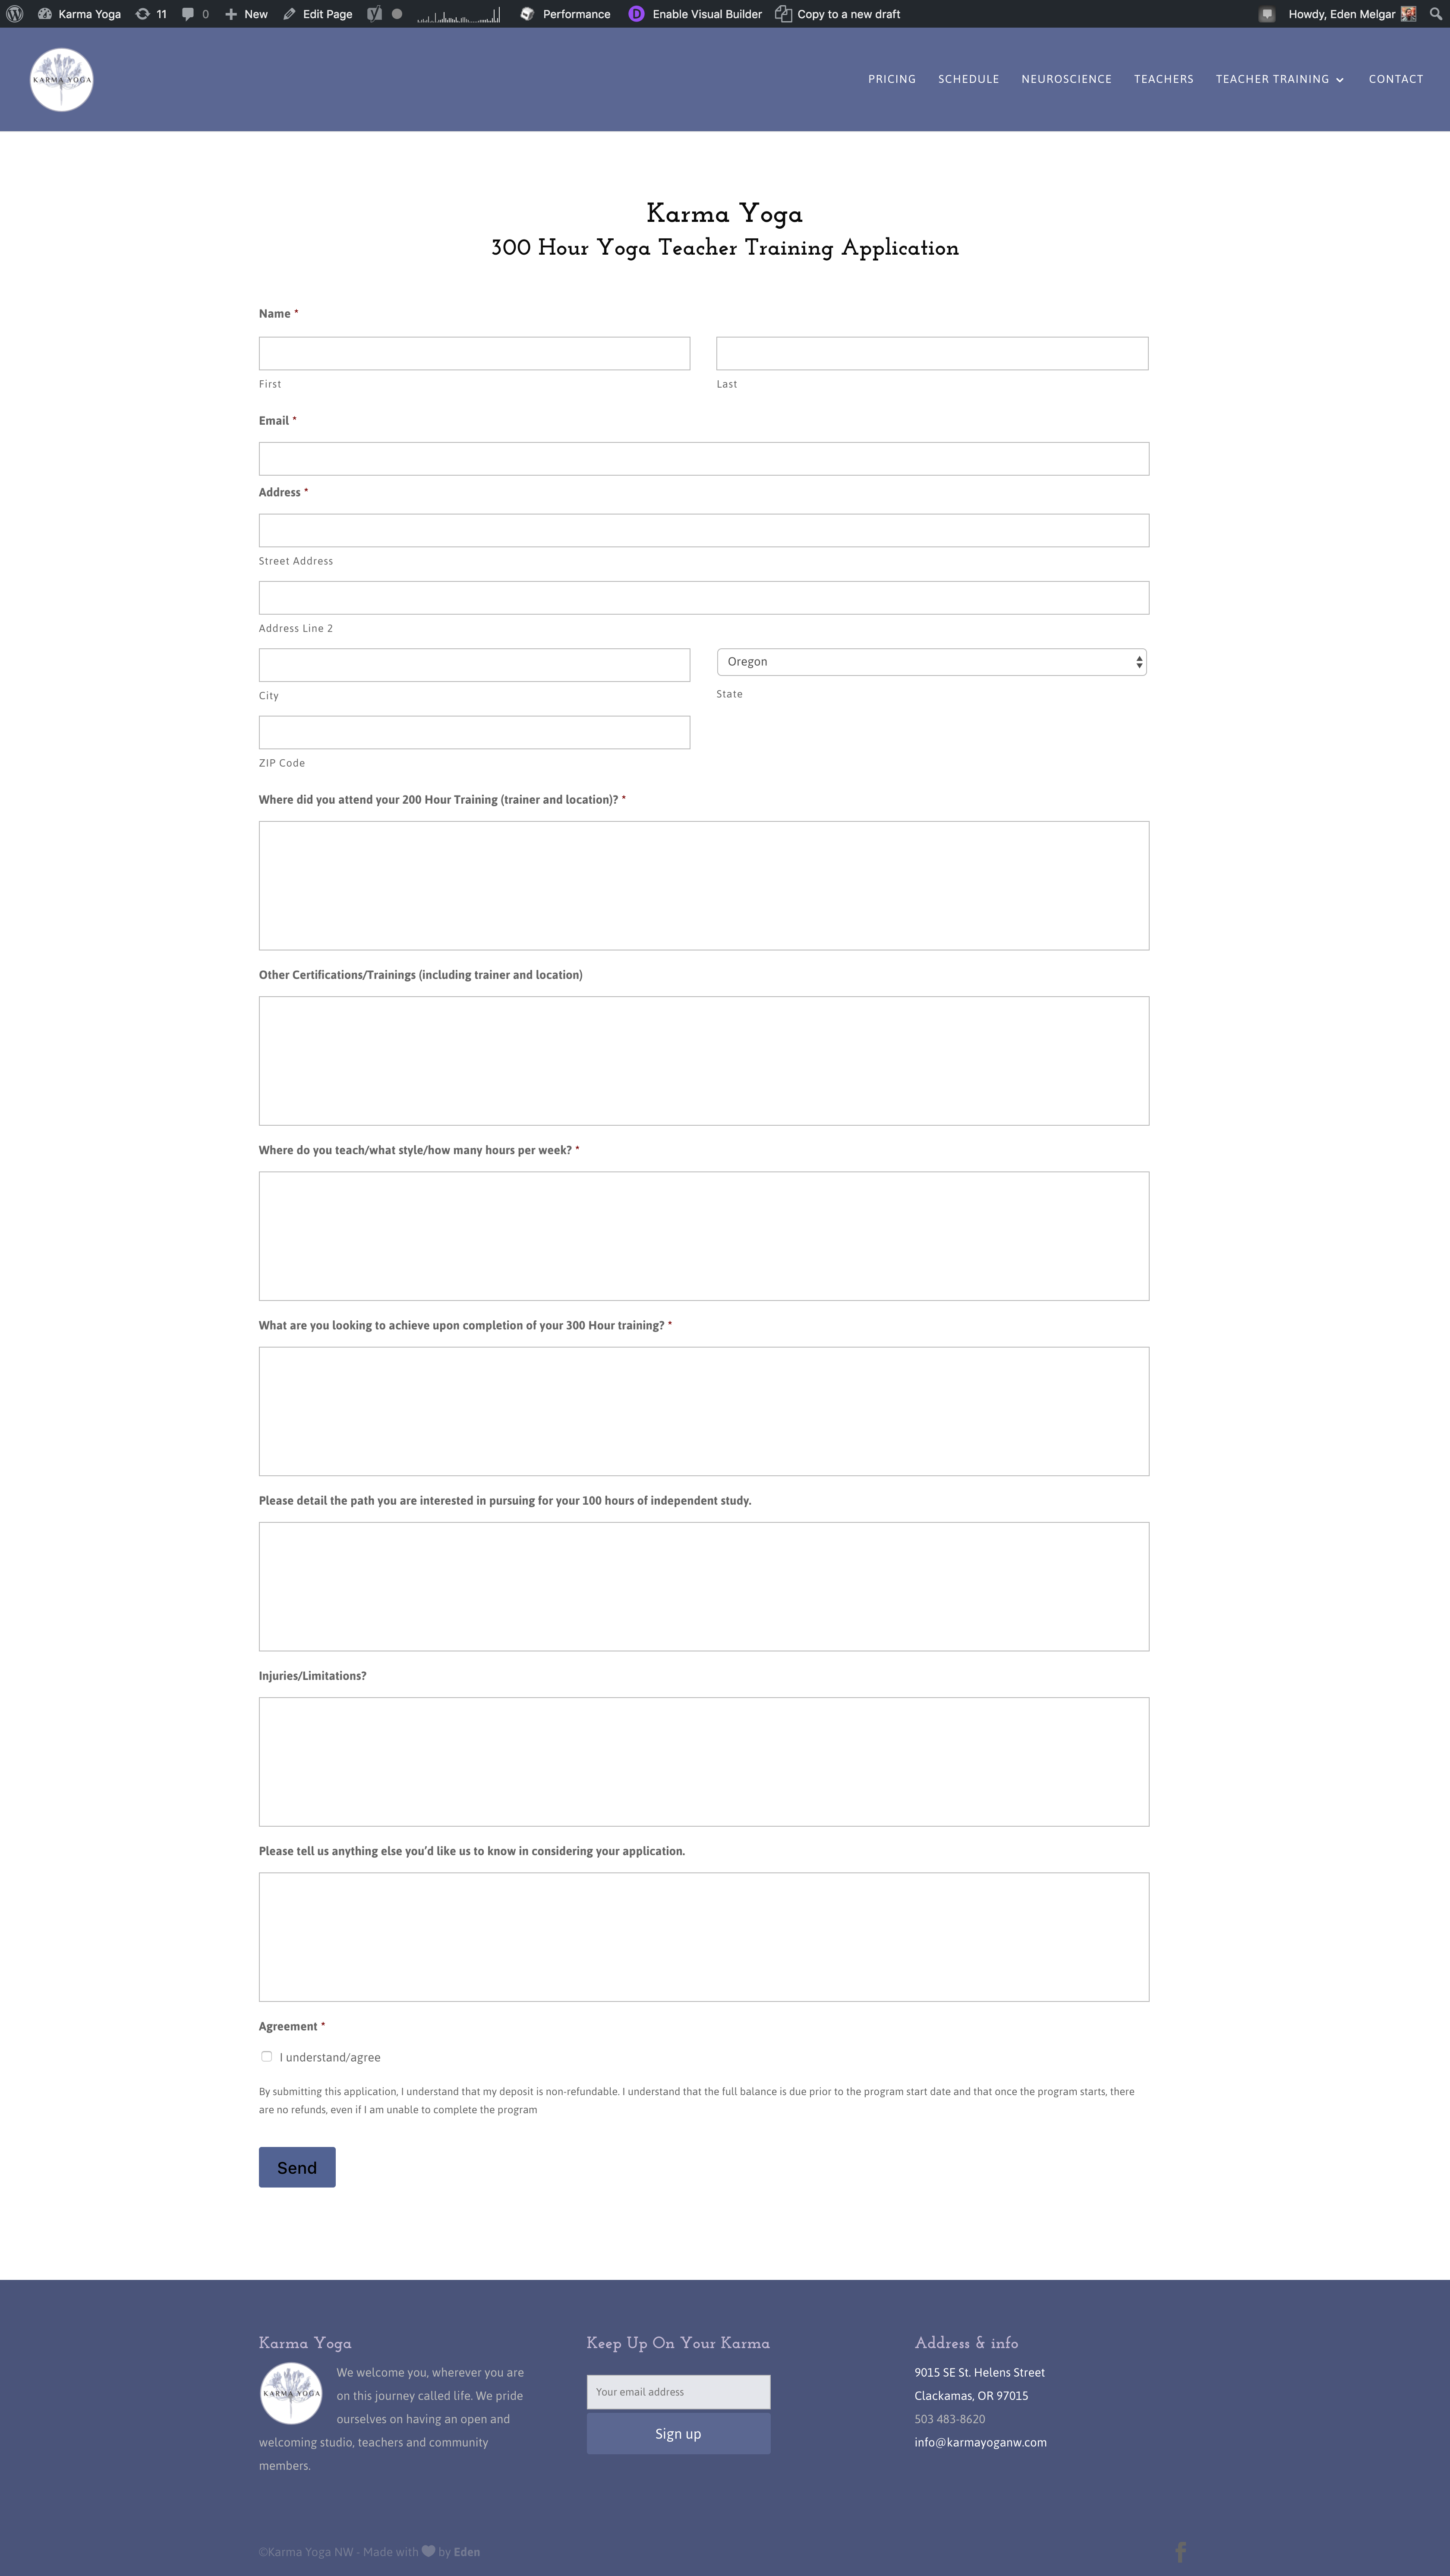 Karma Yoga 11 0 New Edit Page Performance Enable Visual Builder Copy to a new draft Howdy, Eden Melgar
KARMA YOGA
PRICING SCHEDULE NEUROSCIENCE TEACHERS TEACHER TRAINING CONTACT
Karma Yoga
300 Hour Yoga Teacher Training Application
Name *
First Last
Email *
Address *
Street Address
Address Line 2
Oregon
City State
ZIP Code
Where did you attend your 200 Hour Training (trainer and location)? *
Other Certifications/Trainings (including trainer and location)
Where do you teach/what style/how many hours per week? *
What are you looking to achieve upon completion of your 300 Hour training? *
Please detail the path you are interested in pursuing for your 100 hours of independent study.
Injuries/Limitations?
Please tell us anything else you’d like us to know in considering your application.
Agreement *
I understand/agree
By submitting this application, I understand that my deposit is non-refundable. I understand that the full balance is due prior to the program start date and that once the program starts, there
are no refunds, even if I am unable to complete the program
Send
Karma Yoga
KARMA YOGA
We welcome you, wherever you are
on this journey called life. We pride
ourselves on having an open and
welcoming studio, teachers and community
members.
Keep Up On Your Karma
Your email address
Sign up
Address & info
9015 SE St. Helens Street
Clackamas, OR 97015
503 483-8620
info@karmayoganw.com
©Karma Yoga NW - Made with 🖤 by Eden